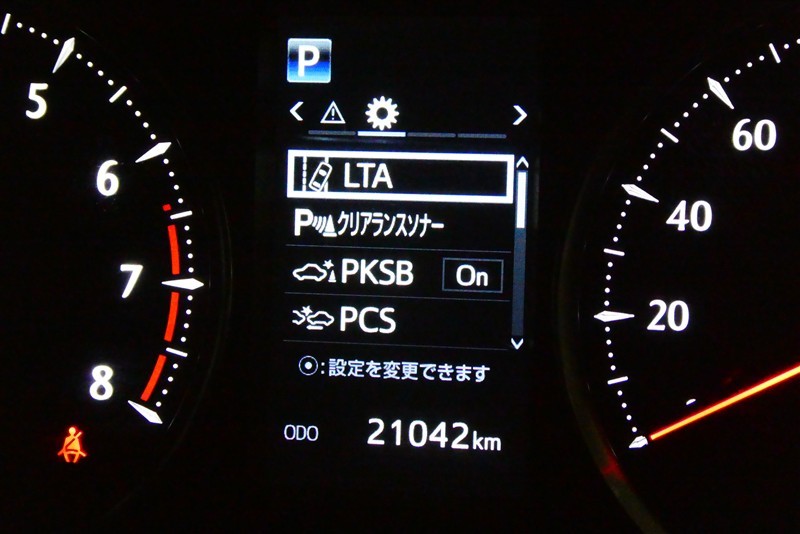 P
LTA
Pクリアランスソナー
PKSB On
PCS
:設定を変更できます
ODO 21042km
5
6
7
8
60
40
20